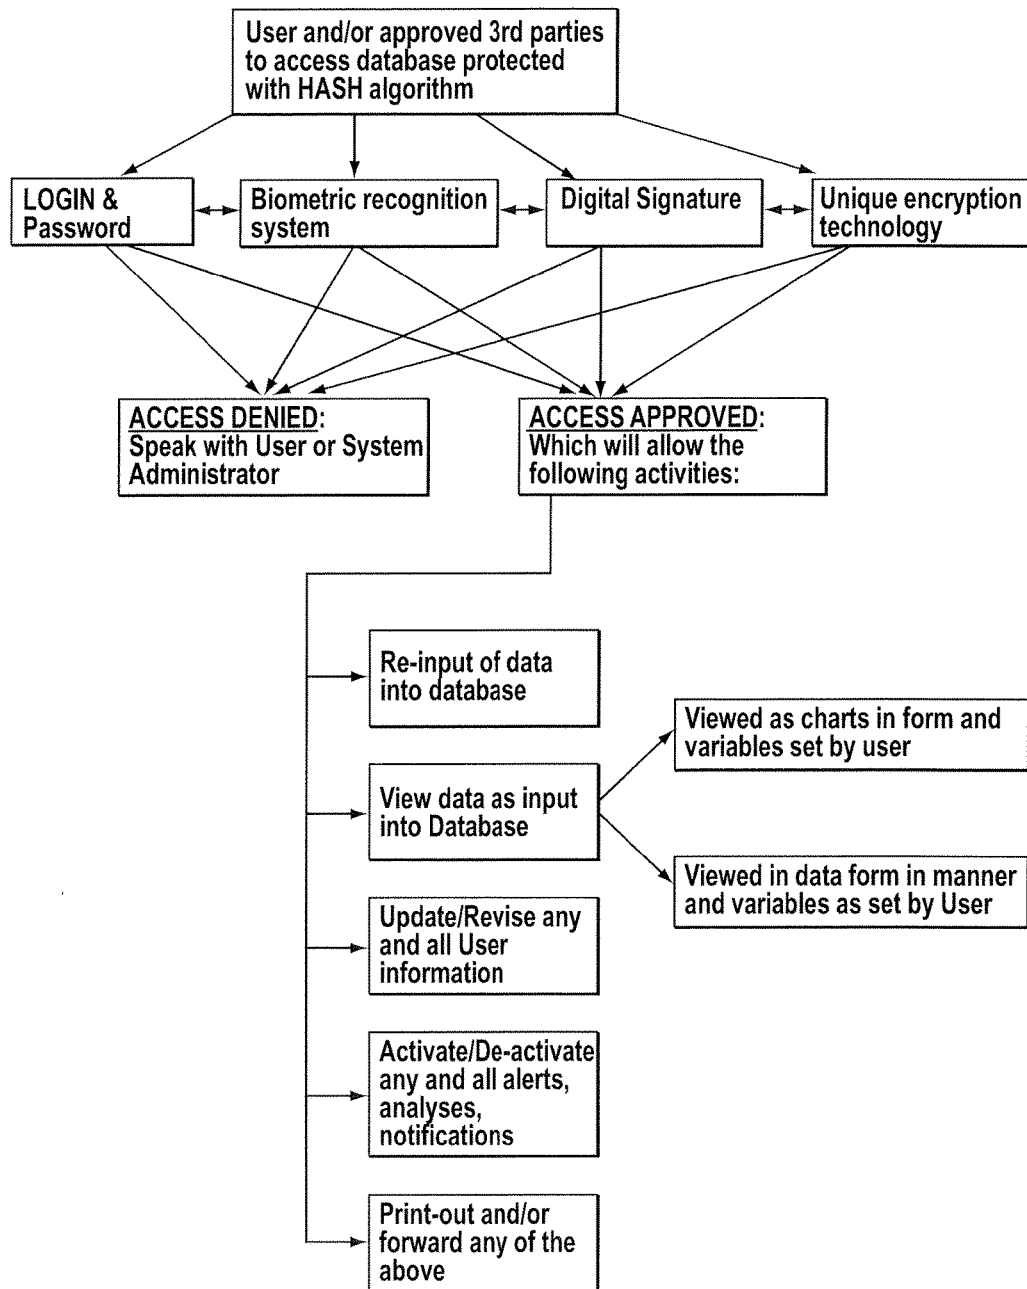 User and/or approved 3rd parties
to access database protected
with HASH algorithm
LOGIN &
Password
Biometric recognition
system
Digital Signature
Unique encryption
technology
ACCESS DENIED:
Speak with User or System
Administrator
ACCESS APPROVED:
Which will allow the
following activities:
Re-input of data
into database
View data as input
into Database
Viewed as charts in form and
variables set by user
Viewed in data form in manner
and variables as set by User
Update/Revise any
and all User
information
Activate/De-activate
any and all alerts,
analyses,
notifications
Print-out and/or
forward any of the
above